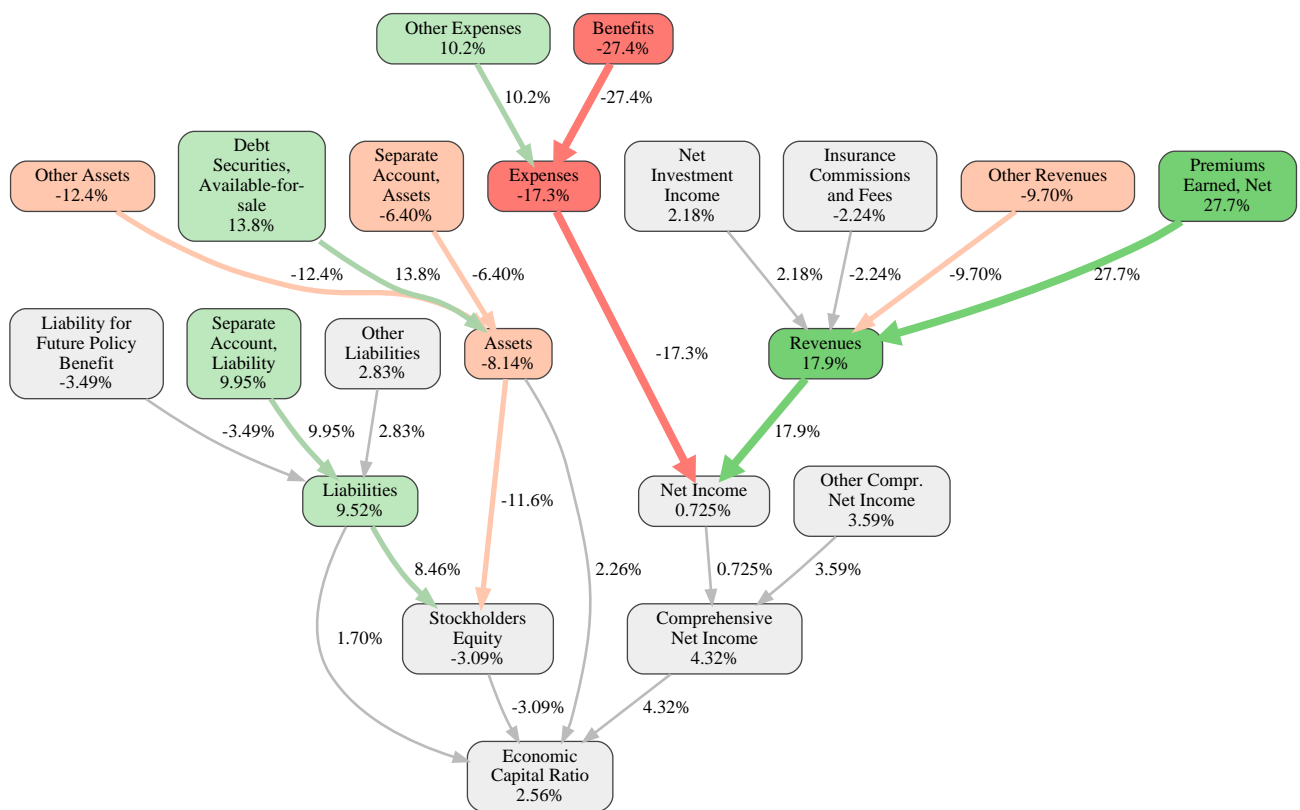 Other Expenses
10.2%
Benefits
-27.4%
10.2%
-27.4%
Other Assets
-12.4%
Debt
Securities,
Available-for-
sale
13.8%
Separate
Account,
Assets
-6.40%
Expenses
-17.3%
Net
Investment
Income
2.18%
Insurance
Commissions
and Fees
-2.24%
Other Revenues
-9.70%
Premiums
Earned, Net
27.7%
-12.4%
13.8%
-6.40%
2.18%
-2.24%
-9.70%
27.7%
Liability for
Future Policy
Benefit
-3.49%
Separate
Account,
Liability
9.95%
Other
Liabilities
2.83%
Assets
-8.14%
-17.3%
Revenues
17.9%
-3.49%
9.95%
2.83%
17.9%
Liabilities
9.52%
-11.6%
Net Income
0.725%
Other Compr.
Net Income
3.59%
8.46%
2.26%
0.725%
3.59%
1.70%
Stockholders
Equity
-3.09%
Comprehensive
Net Income
4.32%
-3.09%
4.32%
Economic
Capital Ratio
2.56%